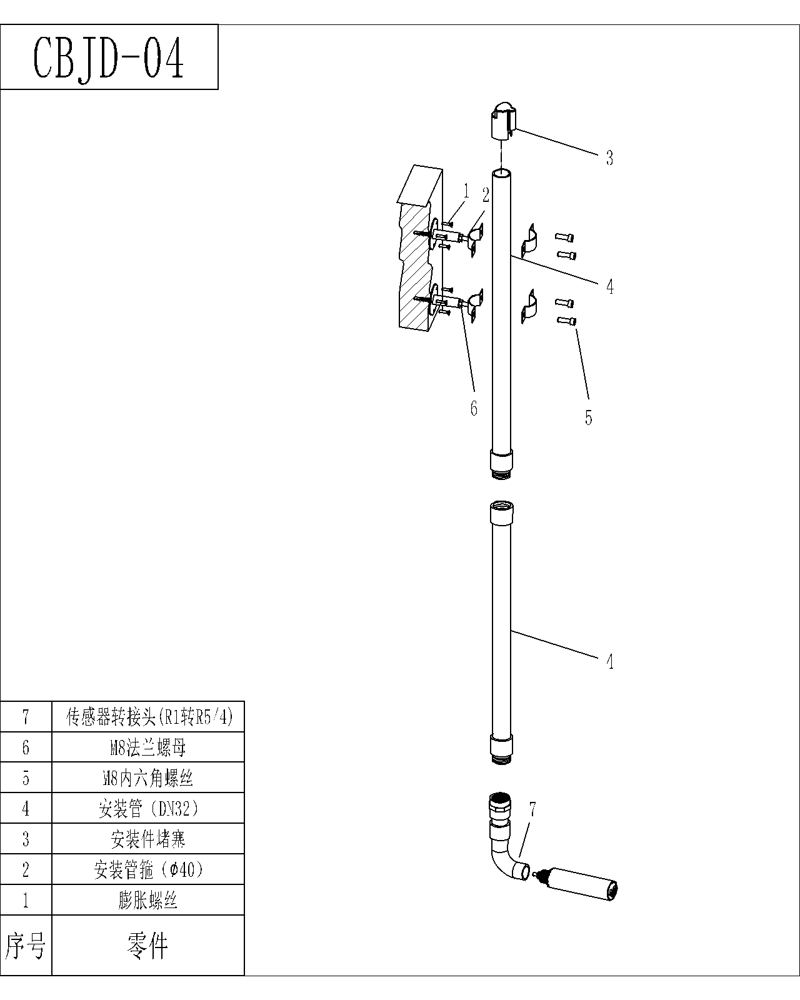 CBJD-04
3
1
2
4
6
5
4
7
7 传感器转接头(R1转R5/4)
6 M8法兰螺母
5 M8内六角螺丝
4 安装管（DN32）
3 安装件堵塞
2 安装管箍（ϕ40）
1 膨胀螺丝
序号 零件